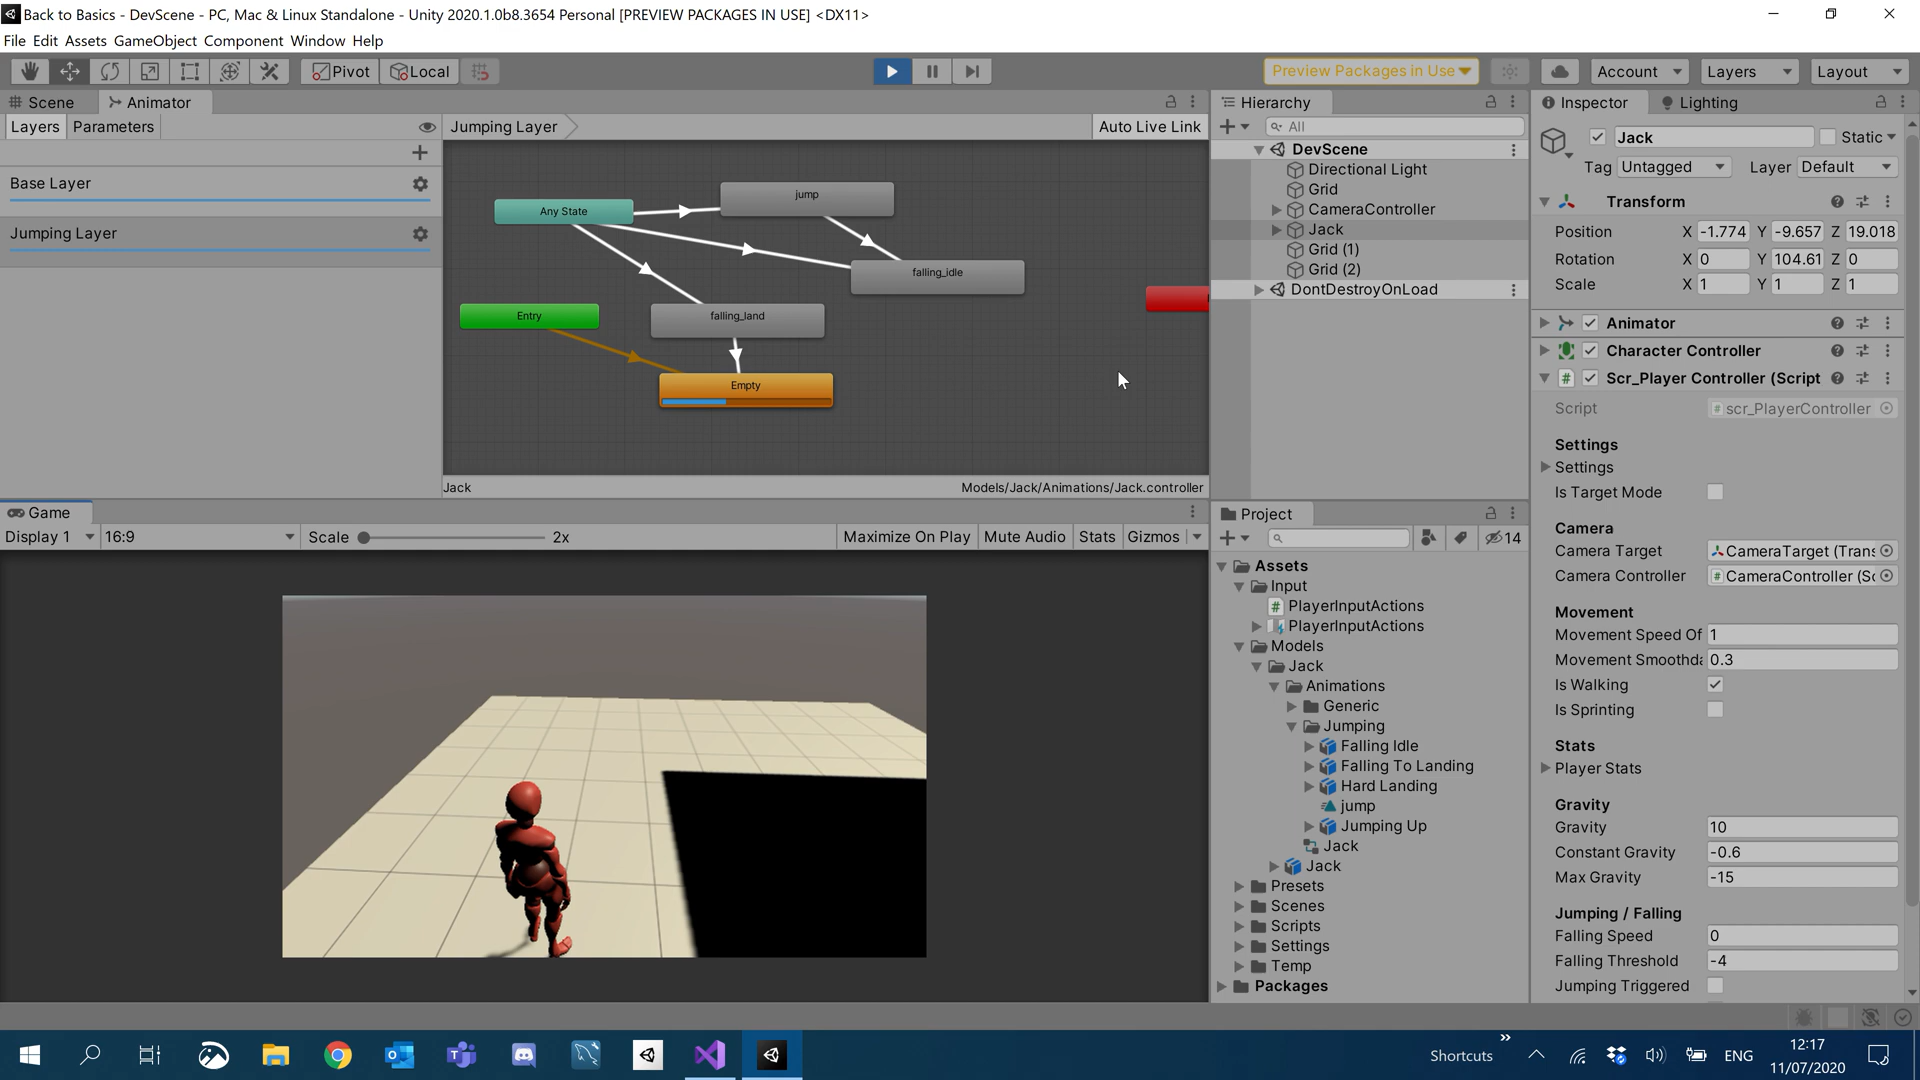 Back to Basics - DevScene - PC, Mac & Linux Standalone - Unity 2020.1.0b8.3654 Personal [PREVIEW PACKAGES IN USE] <DX11>
File Edit Assets GameObject Component Window Help
Pivot Local Preview Packages in Use Account Layers Layout
Scene Animator
Layers Parameters
Base Layer
Jumping Layer
Jumping Layer Auto Live Link
Any State
jump
falling_idle
Entry
falling_land
Empty
Jack Models/Jack/Animations/Jack.controller
Game
Display 1 16:9 Scale 2x Maximize On Play Mute Audio Stats Gizmos
Hierarchy
All
DevScene
Directional Light
Grid
CameraController
Jack
Grid (1)
Grid (2)
DontDestroyOnLoad
Project
14
Assets
Input
PlayerInputActions
PlayerInputActions
Models
Jack
Animations
Generic
Jumping
Falling Idle
Falling To Landing
Hard Landing
jump
Jumping Up
Jack
Jack
Presets
Scenes
Scripts
Settings
Temp
Packages
Inspector Lighting
Jack Static
Tag Untagged Layer Default
Transform
Position X -1.774 Y -9.657 Z 19.018
Rotation X 0 Y 104.61 Z 0
Scale X 1 Y 1 Z 1
Animator
Character Controller
Scr_Player Controller (Script
Script # scr_PlayerController
Settings
Settings
Is Target Mode
Camera
Camera Target CameraTarget (Trans
Camera Controller # CameraController (Sc
Movement
Movement Speed Of 1
Movement Smoothda 0.3
Is Walking
Is Sprinting
Stats
Player Stats
Gravity
Gravity 10
Constant Gravity -0.6
Max Gravity -15
Jumping / Falling
Falling Speed 0
Falling Threshold -4
Jumping Triggered
Shortcuts » ENG 12:17
11/07/2020